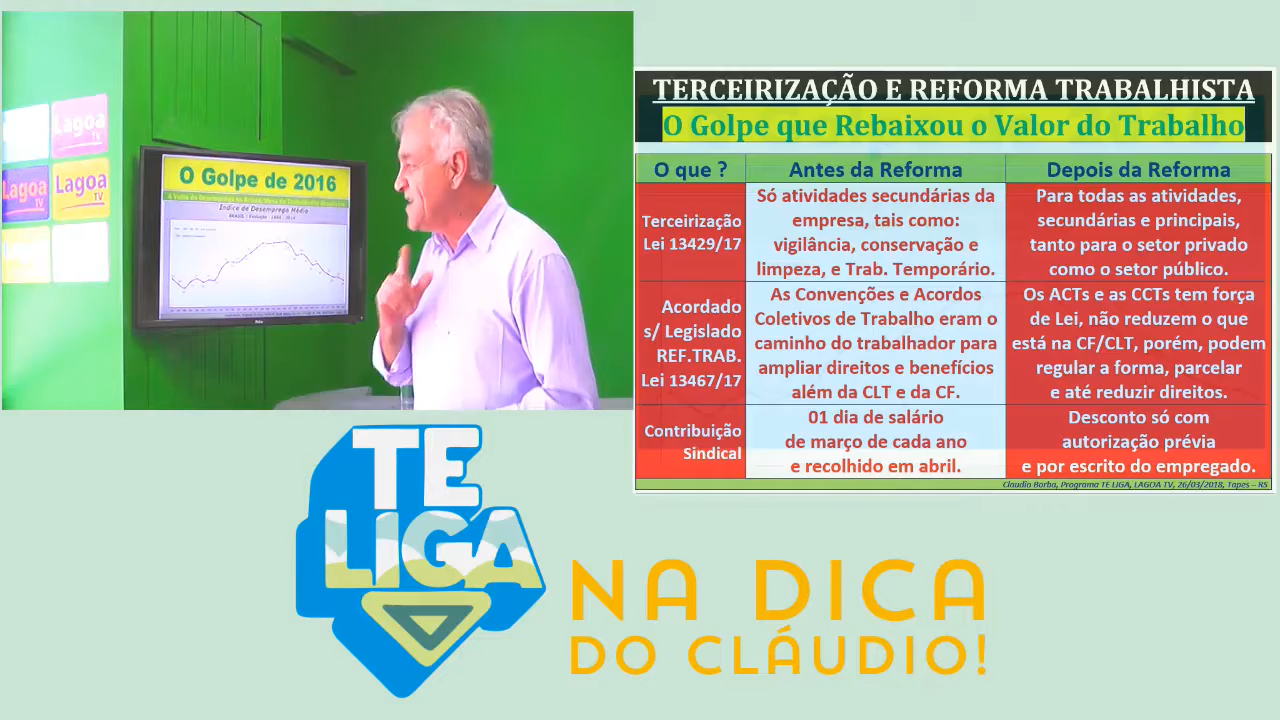 Lagoa
TV
Lagoa
TV
Lagoa
TV
O Golpe de 2016
Índice de Desemprego Médio
TERCEIRIZAÇÃO E REFORMA TRABALHISTA
O Golpe que Rebaixou o Valor do Trabalho
O que ?
Antes da Reforma
Depois da Reforma
Terceirização
Lei 13429/17
Só atividades secundárias da
empresa, tais como:
vigilância, conservação e
limpeza, e Trab. Temporário.
Para todas as atividades,
secundárias e principais,
tanto para o setor privado
como o setor público.
Acordado
s/ Legislado
REF.TRAB.
Lei 13467/17
As Convenções e Acordos
Coletivos de Trabalho eram o
caminho do trabalhador para
ampliar direitos e benefícios
além da CLT e da CF.
Os ACTs e as CCTs tem força
de Lei, não reduzem o que
está na CF/CLT, porém, podem
regular a forma, parcelar
e até reduzir direitos.
Contribuição
Sindical
01 dia de salário
de março de cada ano
e recolhido em abril.
Desconto só com
autorização prévia
e por escrito do empregado.
Claudio Borba, Programa TE LIGA, LAGOA TV, 26/03/2018, Tapes – RS
TE
LIGA
NA DICA
DO CLÁUDIO!